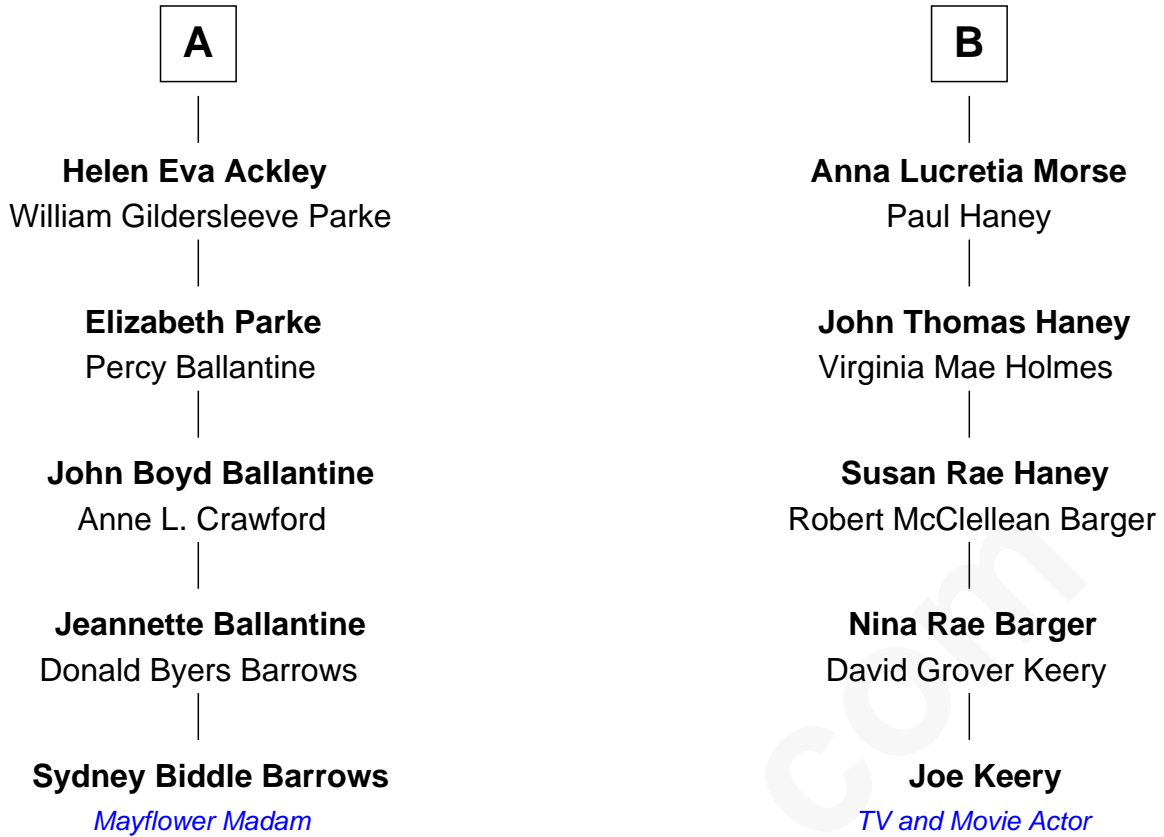 A
Helen Eva Ackley
William Gildersleeve Parke
Elizabeth Parke
Percy Ballantine
John Boyd Ballantine
Anne L. Crawford
Jeannette Ballantine
Donald Byers Barrows
Sydney Biddle Barrows
Mayflower Madam
B
Anna Lucretia Morse
Paul Haney
John Thomas Haney
Virginia Mae Holmes
Susan Rae Haney
Robert McClellean Barger
Nina Rae Barger
David Grover Keery
Joe Keery
TV and Movie Actor
com